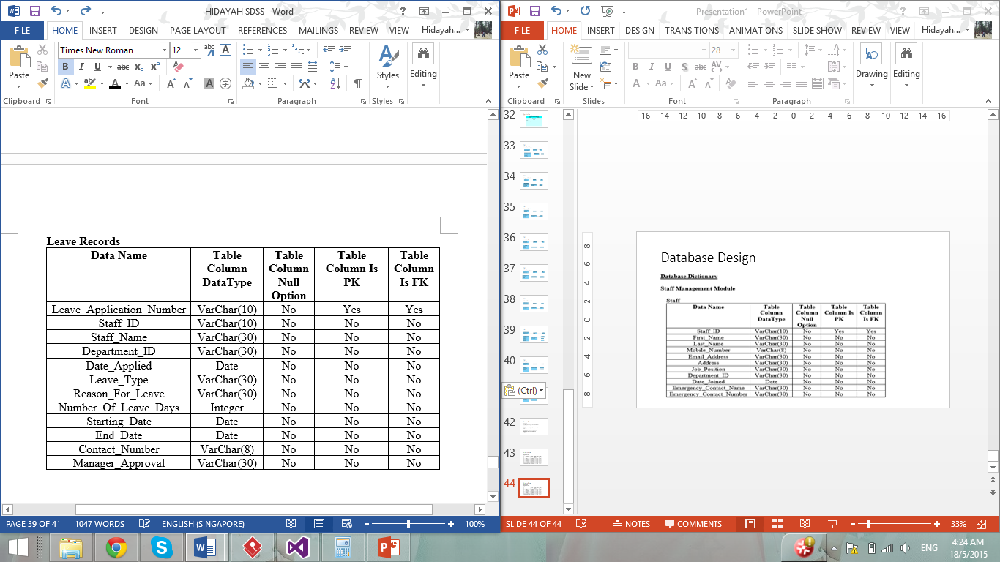 HIDAYAH SDSS - Word
FILE HOME INSERT DESIGN PAGE LAYOUT REFERENCES MAILINGS REVIEW VIEW Hidayah...
Times New Roman 12
Paste Styles Editing
Clipboard Font Paragraph Styles
Leave Records
Data Name Table Column DataType Table Column Null Option Table Column Is PK Table Column Is FK
Leave_Application_Number VarChar(10) No Yes Yes
Staff_ID VarChar(10) No No No
Staff_Name VarChar(30) No No No
Department_ID VarChar(30) No No No
Date_Applied Date No No No
Leave_Type VarChar(30) No No No
Reason_For_Leave VarChar(30) No No No
Number_Of_Leave_Days Integer No No No
Starting_Date Date No No No
End_Date Date No No No
Contact_Number VarChar(8) No No No
Manager_Approval VarChar(30) No No No
PAGE 39 OF 41 1047 WORDS ENGLISH (SINGAPORE) 100%
Presentation1 - PowerPoint
FILE HOME INSERT DESIGN TRANSITIONS ANIMATIONS SLIDE SHOW REVIEW VIEW Hidayah...
28
Paste New Slide Drawing Editing
Clipboard Slides Font Paragraph
16 14 12 10 8 6 4 2 0 2 4 6 8 10 12 14 16
32
33
34
35
36
37
38
39
40
(Ctrl)
42
43
44
8
6
4
2
0
2
4
6
8
Database Design
Database Dictionary
Staff Management Module
Staff
Data Name Table Column DataType Table Column Null Option Table Column Is PK Table Column Is FK
Staff_ID VarChar(10) No Yes Yes
First_Name VarChar(30) No No No
Last_Name VarChar(30) No No No
Mobile_Number VarChar(8) No No No
Email_Address VarChar(30) No No No
Address VarChar(30) No No No
Job_Position VarChar(30) No No No
Department_ID VarChar(30) No No No
Date_Joined Date No No No
Emergency_Contact_Name VarChar(30) No No No
Emergency_Contact_Number VarChar(30) No No No
SLIDE 44 OF 44 NOTES COMMENTS 33%
ENG 4:24 AM
18/5/2015